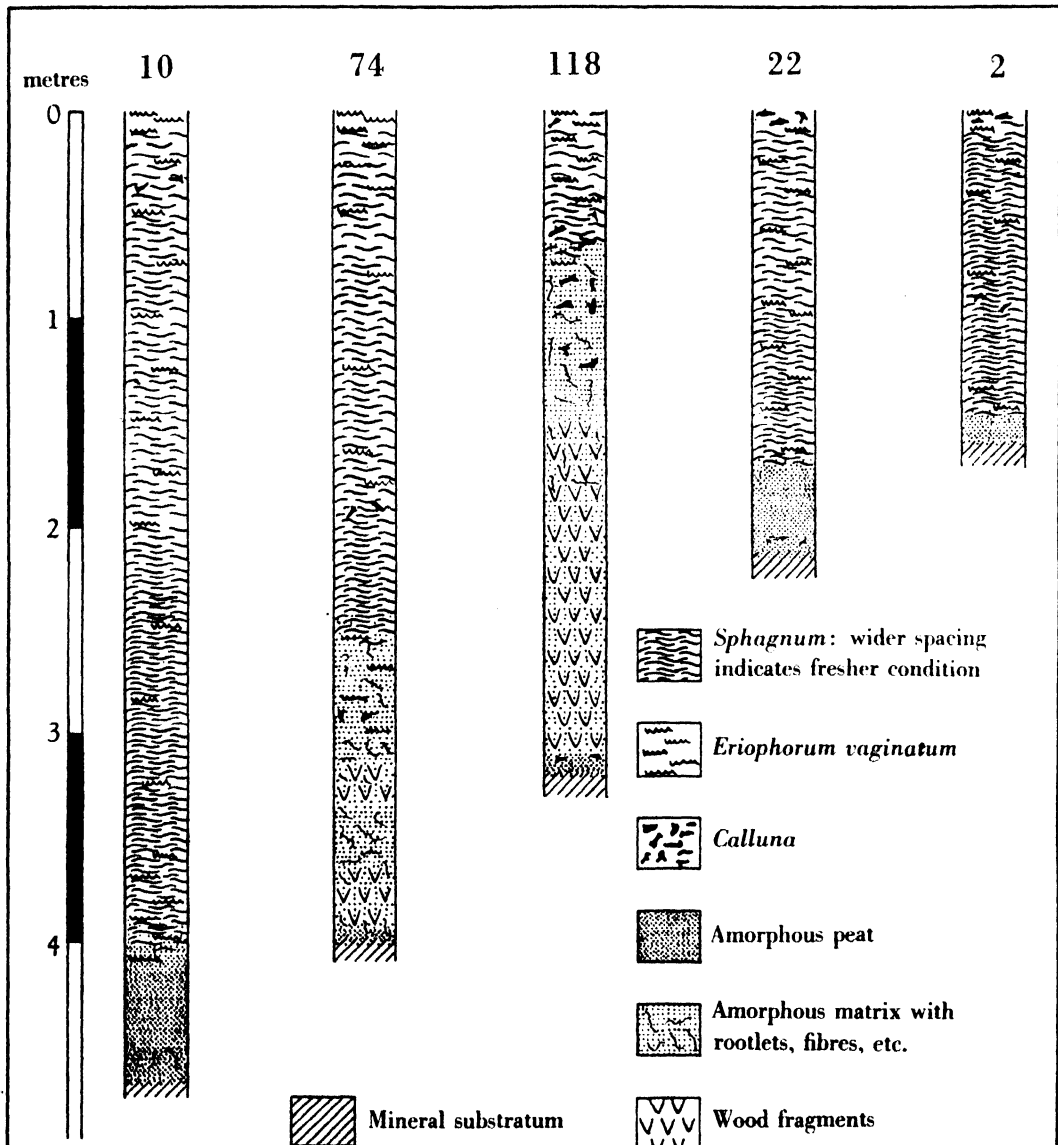 10 74 118 22 2
metres
0
1
2
3
4
Sphagnum: wider spacing
indicates fresher condition
Eriophorum vaginatum
Calluna
Amorphous peat
Amorphous matrix with
rootlets, fibres, etc.
Mineral substratum
Wood fragments